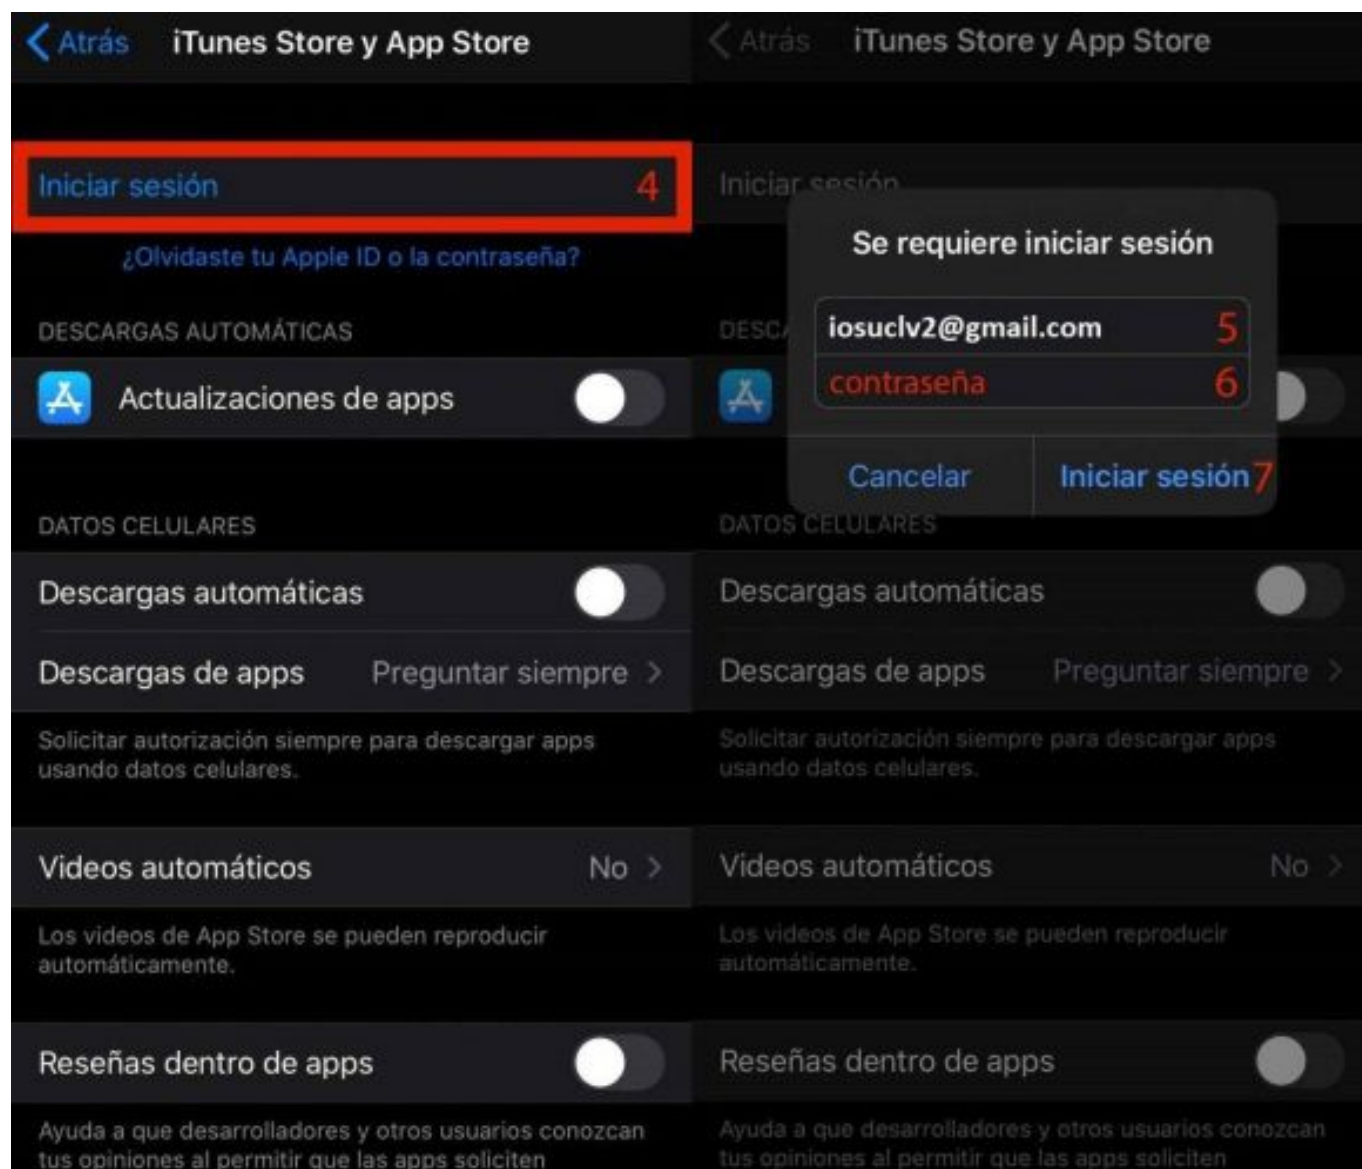 Atrás iTunes Store y App Store
Iniciar sesión 4
¿Olvidaste tu Apple ID o la contraseña?
DESCARGAS AUTOMÁTICAS
Actualizaciones de apps
DATOS CELULARES
Descargas automáticas
Descargas de apps Preguntar siempre
Solicitar autorización siempre para descargar apps
usando datos celulares.
Videos automáticos No
Los videos de App Store se pueden reproducir
automáticamente.
Reseñas dentro de apps
Ayuda a que desarrolladores y otros usuarios conozcan
tus opiniones al permitir que las apps soliciten
Atrás iTunes Store y App Store
Iniciar sesión
Se requiere iniciar sesión
DESCA
iosuclv2@gmail.com 5
contraseña 6
Cancelar Iniciar sesión 7
DATOS CELULARES
Descargas automáticas
Descargas de apps Preguntar siempre
Solicitar autorización siempre para descargar apps
usando datos celulares.
Videos automáticos No
Los videos de App Store se pueden reproducir
automáticamente.
Reseñas dentro de apps
Ayuda a que desarrolladores y otros usuarios conozcan
tus opiniones al permitir que las apps soliciten